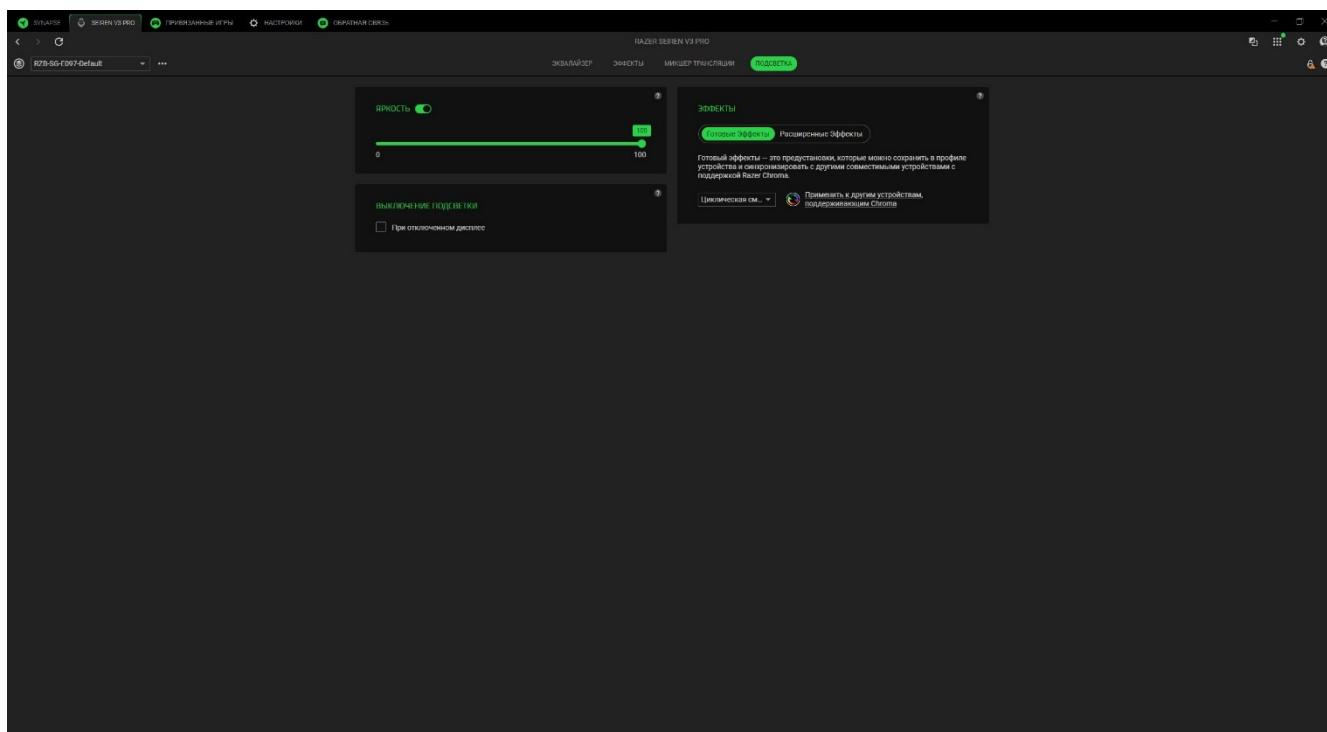 SYNAPSE
SEIREN V3 PRO
ПРИВЯЗАННЫЕ ИГРЫ
НАСТРОЙКИ
ОБРАТНАЯ СВЯЗЬ
RAZER SEIREN V3 PRO
RZB-SG-E097-Default
ЭКВАЛАЙЗЕР
ЭФФЕКТЫ
МИКШЕР ТРАНСЛЯЦИИ
ПОДСВЕТКА
ЯРКОСТЬ
100
0
100
ВЫКЛЮЧЕНИЕ ПОДСВЕТКИ
При отключенном дисплее
ЭФФЕКТЫ
Готовые Эффекты
Расширенные Эффекты
Готовый эффекты — это предустановки, которые можно сохранить в профиле
устройства и синхронизировать с другими совместимыми устройствами с
поддержкой Razer Chroma.
Циклическая см...
Применить к другим устройствам,
поддерживающим Chroma